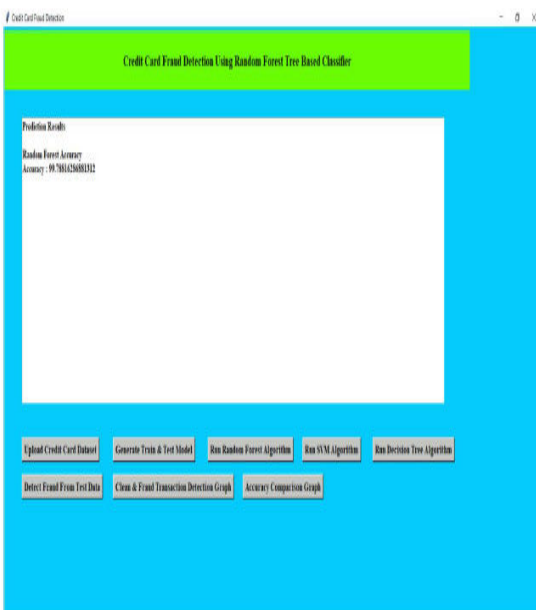 Credit Card Fraud Detection
Credit Card Fraud Detection Using Random Forest Tree Based Classifier
Prediction Results
Random Forest Accuracy
Accuracy : 99.78816286881312
Upload Credit Card Dataset Generate Train & Test Model Run Random Forest Algorithm Run SVM Algorithm Run Decision Tree Algorithm
Detect Fraud From Test Data Clean & Fraud Transaction Detection Graph Accuracy Comparison Graph